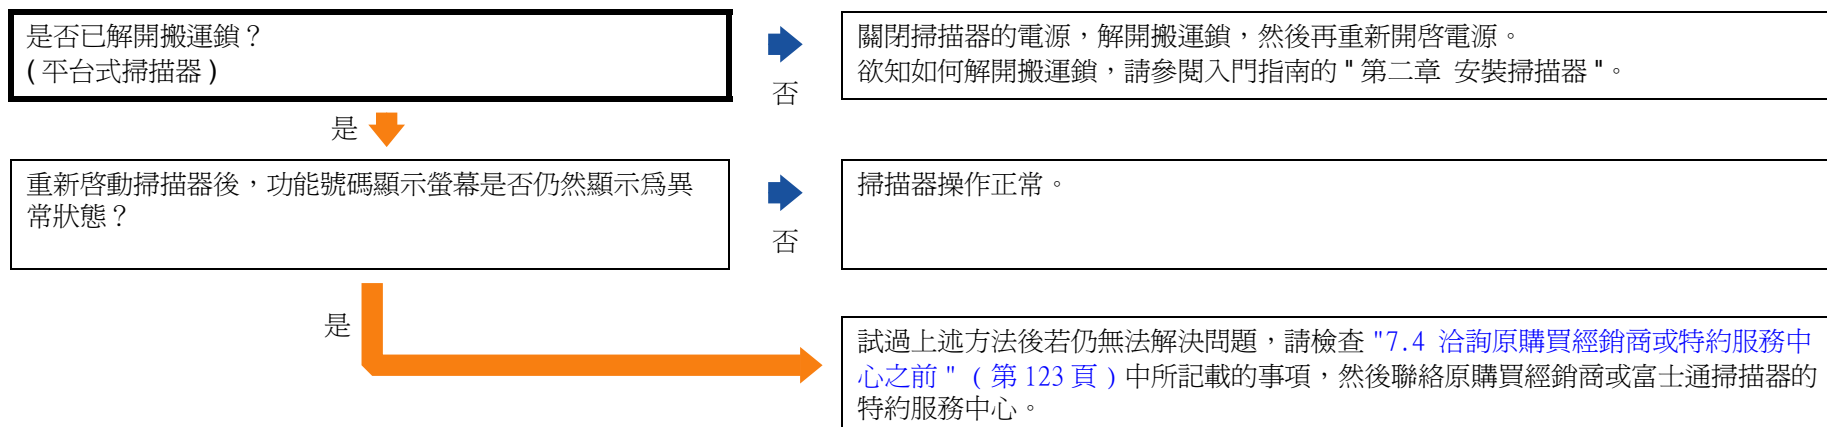 是否已解開搬運鎖？
( 平台式掃描器 )
否
關閉掃描器的電源，解開搬運鎖，然後再重新開啓電源。
欲知如何解開搬運鎖，請參閱入門指南的 " 第二章 安裝掃描器 "。
是
重新啓動掃描器後，功能號碼顯示螢幕是否仍然顯示爲異
常狀態？
否
掃描器操作正常。
是
試過上述方法後若仍無法解決問題，請檢查 "7.4 洽詢原購買經銷商或特約服務中
心之前 " ( 第 123 頁 ) 中所記載的事項，然後聯絡原購買經銷商或富士通掃描器的
特約服務中心。